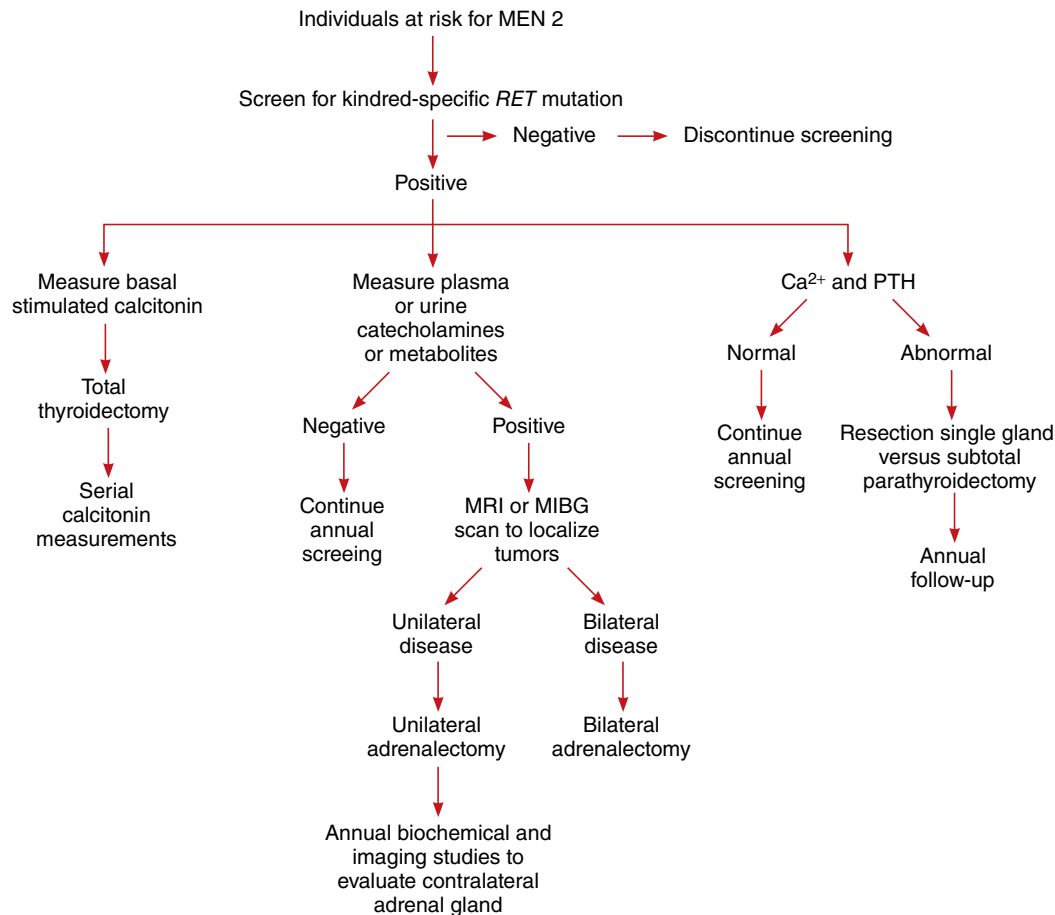 Individuals at risk for MEN 2
Screen for kindred-specific RET mutation
Negative
Discontinue screening
Positive
Measure basal
stimulated calcitonin
Total
thyroidectomy
Serial
calcitonin
measurements
Measure plasma
or urine
catecholamines
or metabolites
Negative
Continue
annual
screeing
Positive
MRI or MIBG
scan to localize
tumors
Unilateral
disease
Unilateral
adrenalectomy
Annual biochemical and
imaging studies to
evaluate contralateral
adrenal gland
Bilateral
disease
Bilateral
adrenalectomy
Ca²⁺ and PTH
Normal
Continue
annual
screening
Abnormal
Resection single gland
versus subtotal
parathyroidectomy
Annual
follow-up